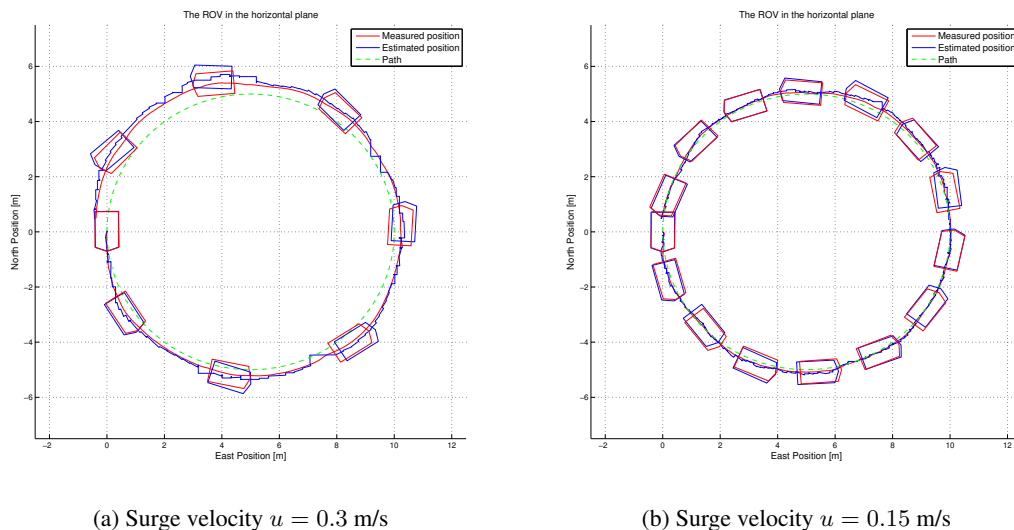 The ROV in the horizontal plane
Measured position
Estimated position
Path
6
4
2
0
−2
−4
−6
North Position [m]
−2 0 2 4 6 8 10 12
East Position [m]
(a) Surge velocity u = 0.3 m/s
The ROV in the horizontal plane
Measured position
Estimated position
Path
6
4
2
0
−2
−4
−6
North Position [m]
−2 0 2 4 6 8 10 12
East Position [m]
(b) Surge velocity u = 0.15 m/s